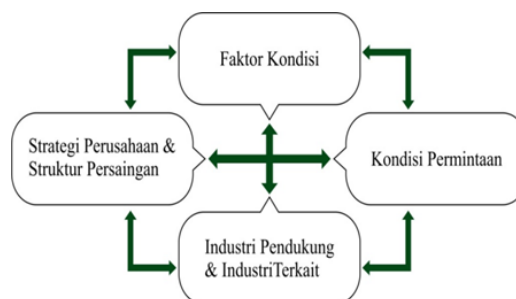 Faktor Kondisi
Strategi Perusahaan &
Struktur Persaingan
Kondisi Permintaan
Industri Pendukung
& IndustriTerkait